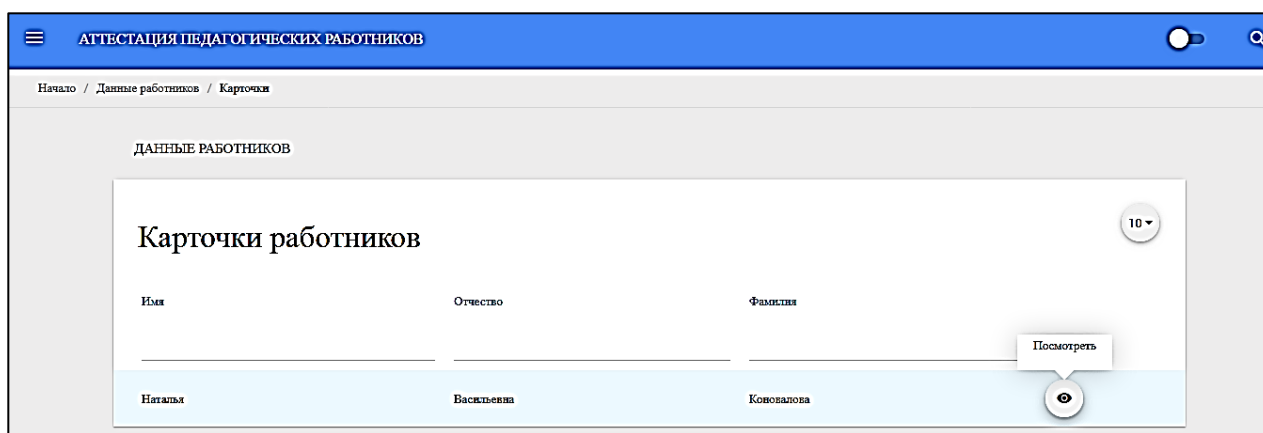 АТТЕСТАЦИЯ ПЕДАГОГИЧЕСКИХ РАБОТНИКОВ
Начало / Данные работников / Карточки
ДАННЫЕ РАБОТНИКОВ
Карточки работников
10
Имя Отчество Фамилия
Посмотреть
Наталья Васильевна Коновалова